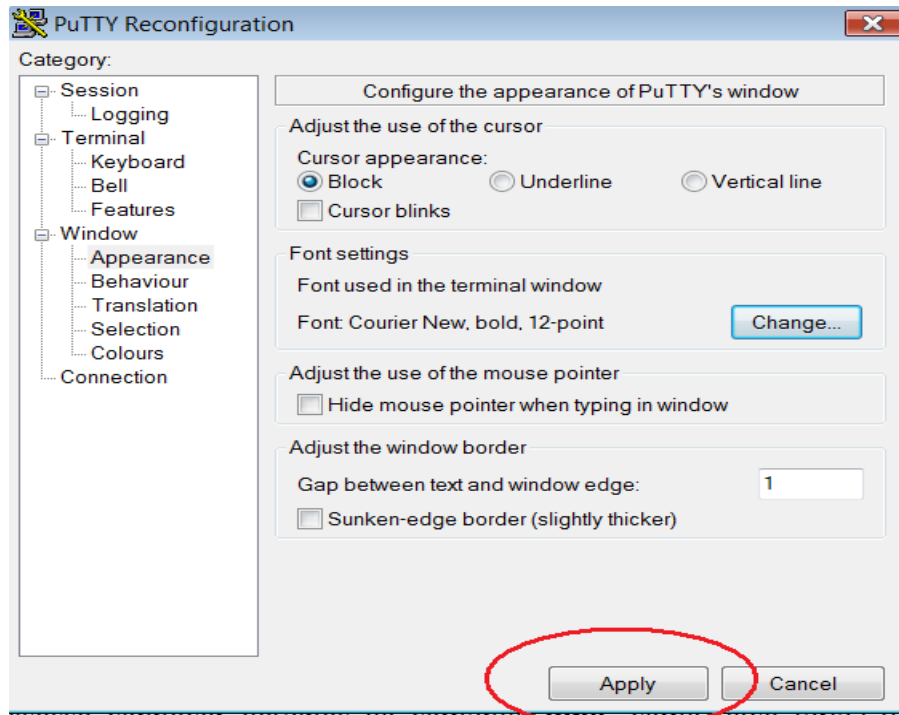 PuTTY Reconfiguration
Category:
Session
Logging
Terminal
Keyboard
Bell
Features
Window
Appearance
Behaviour
Translation
Selection
Colours
Connection
Configure the appearance of PuTTY's window
Adjust the use of the cursor
Cursor appearance:
Block Underline Vertical line
Cursor blinks
Font settings
Font used in the terminal window
Font: Courier New, bold, 12-point Change...
Adjust the use of the mouse pointer
Hide mouse pointer when typing in window
Adjust the window border
Gap between text and window edge: 1
Sunken-edge border (slightly thicker)
Apply Cancel